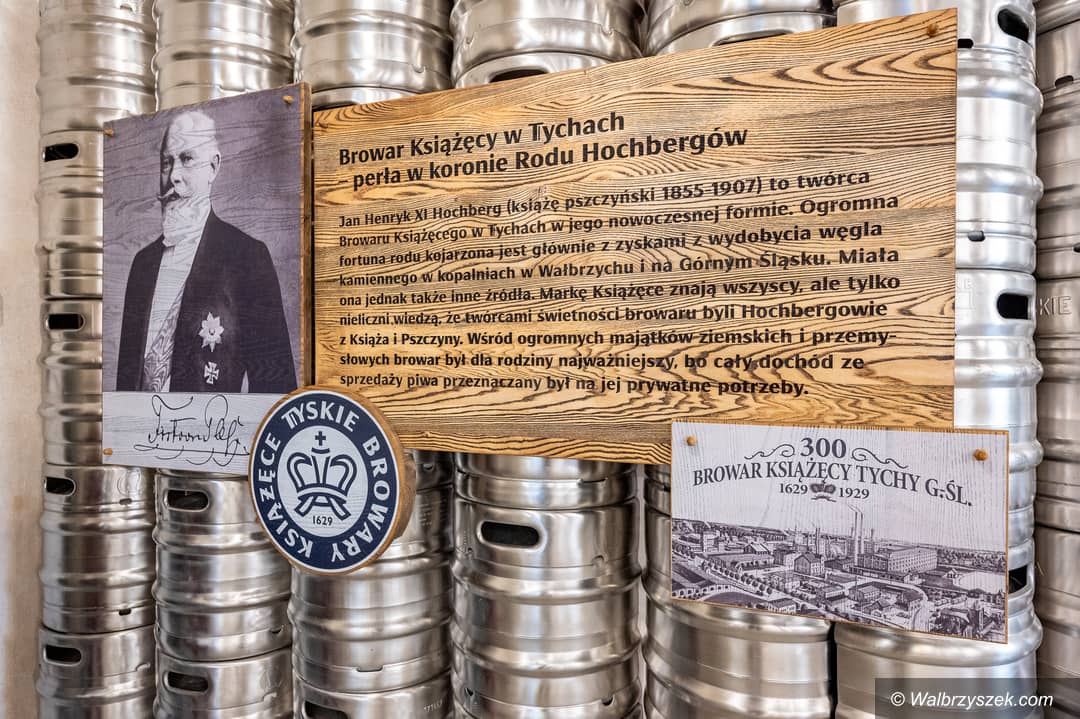 Browar Książęcy w Tychach
– perła w koronie Rodu Hochbergów
Jan Henryk XI Hochberg (książę pszczyński 1855-1907) to twórca
Browaru Książęcego w Tychach w jego nowoczesnej formie. Ogromna
fortuna rodu kojarzona jest głównie z zyskami z wydobycia węgla
kamiennego w kopalniach w Wałbrzychu i na Górnym Śląsku. Miała
ona jednak także inne źródła. Markę Książęce znają wszyscy, ale tylko
nieliczni wiedzą, że twórcami świetności browaru byli Hochbergowie
z Książa i Pszczyny. Wśród ogromnych majątków ziemskich i przemy-
słowych browar był dla rodziny najważniejszy, bo cały dochód ze
sprzedaży piwa przeznaczany był na jej prywatne potrzeby.
TYSKIE BROWARY KSIĄŻĘCE
1629
300
BROWAR KSIĄŻĘCY TYCHY G.ŚL.
1629 1929
© Walbrzyszek.com